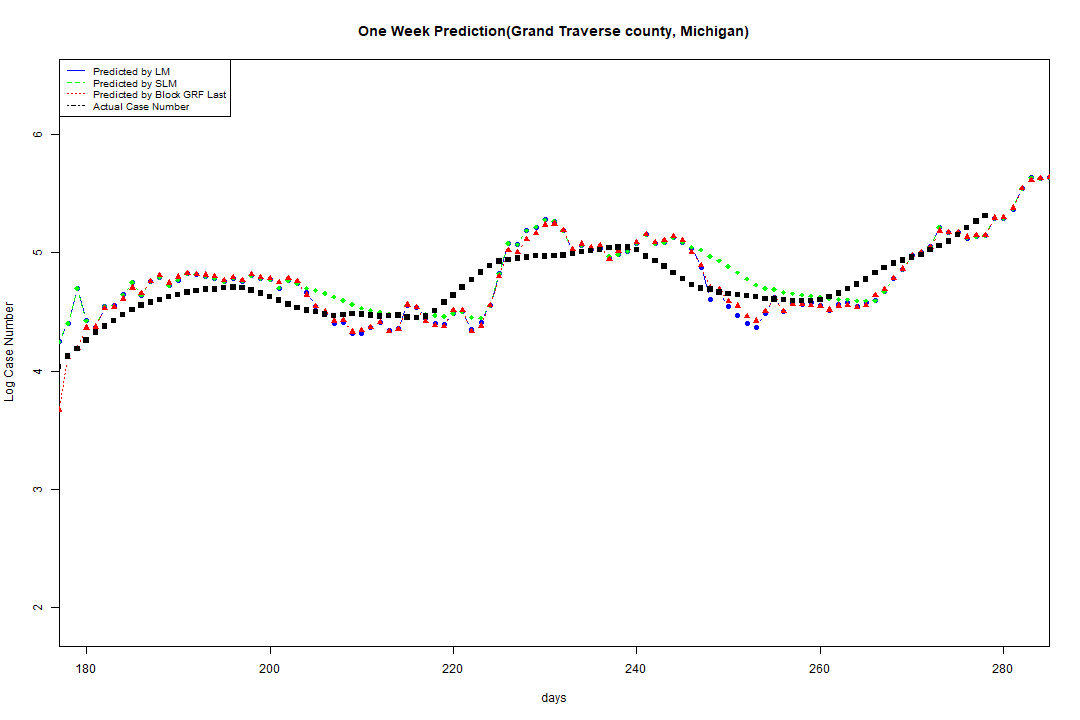 One Week Prediction(Grand Traverse county, Michigan)
Predicted by LM
Predicted by SLM
Predicted by Block GRF Last
Actual Case Number
6
5
4
3
2
Log Case Number
180 200 220 240 260 280
days